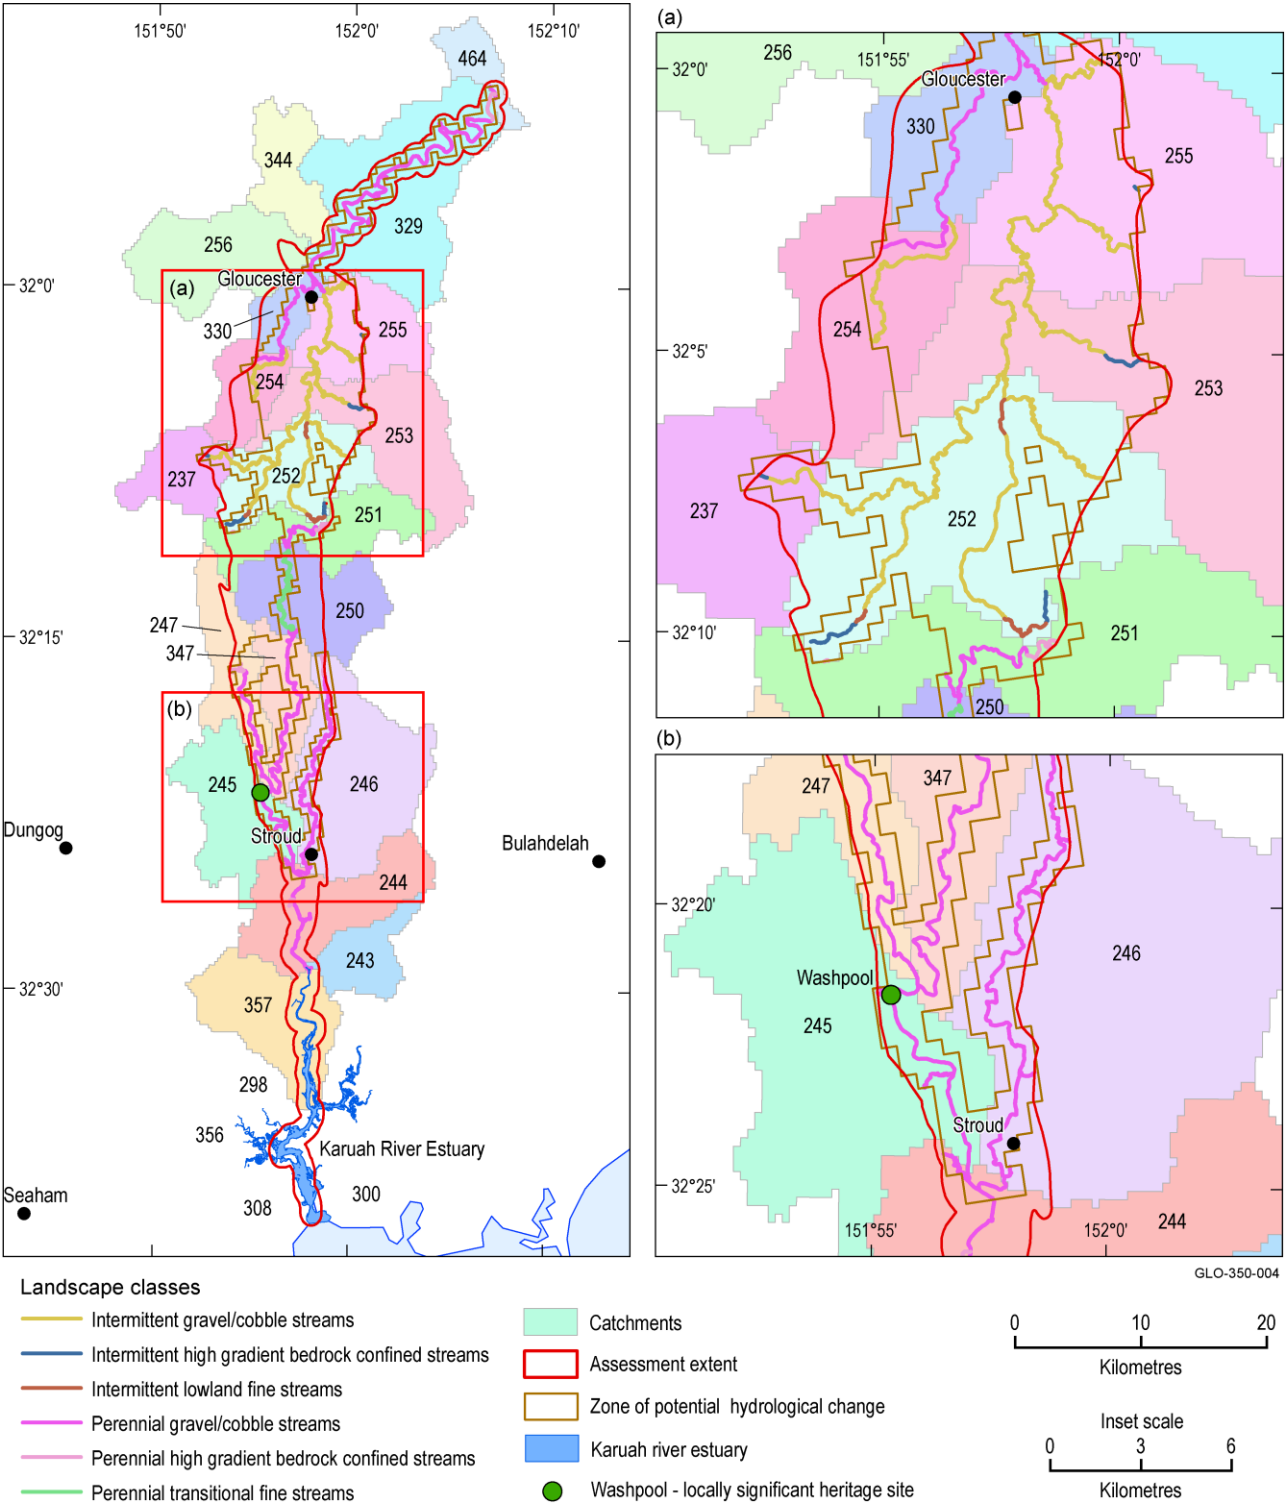 151°50'
152°0'
152°10'
464
344
329
256
32°0'
Gloucester
(a)
330
255
254
253
237
252
251
250
247
32°15'
347
(b)
245
246
Dungog
Stroud
Bulahdelah
244
243
32°30'
357
298
356
Karuah River Estuary
Seaham
308
300
(a)
256
151°55'
152°0'
32°0'
Gloucester
330
255
32°5'
254
253
237
252
32°10'
251
250
(b)
247
347
32°20'
246
Washpool
245
Stroud
32°25'
151°55'
152°0'
244
GLO-350-004
Landscape classes
Intermittent gravel/cobble streams
Intermittent high gradient bedrock confined streams
Intermittent lowland fine streams
Perennial gravel/cobble streams
Perennial high gradient bedrock confined streams
Perennial transitional fine streams
Catchments
Assessment extent
Zone of potential hydrological change
Karuah river estuary
Washpool - locally significant heritage site
0 10 20
Kilometres
Inset scale
0 3 6
Kilometres